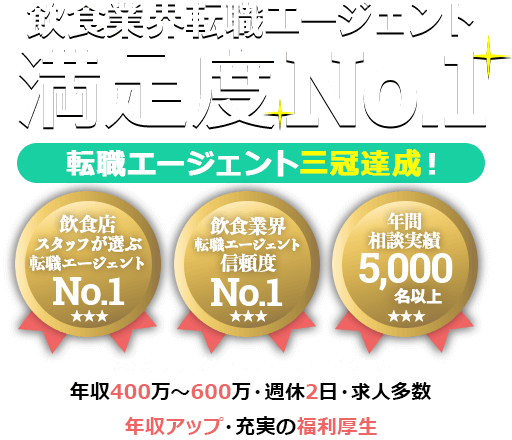 飲食業界転職エージェント
満足度No.1
転職エージェント三冠達成！
飲食店
スタッフが選ぶ
転職エージェント
No.1
飲食業界
転職エージェント
信頼度
No.1
年間
相談実績
5,000
名以上
年収400万〜600万・週休2日・求人多数
年収アップ・充実の福利厚生